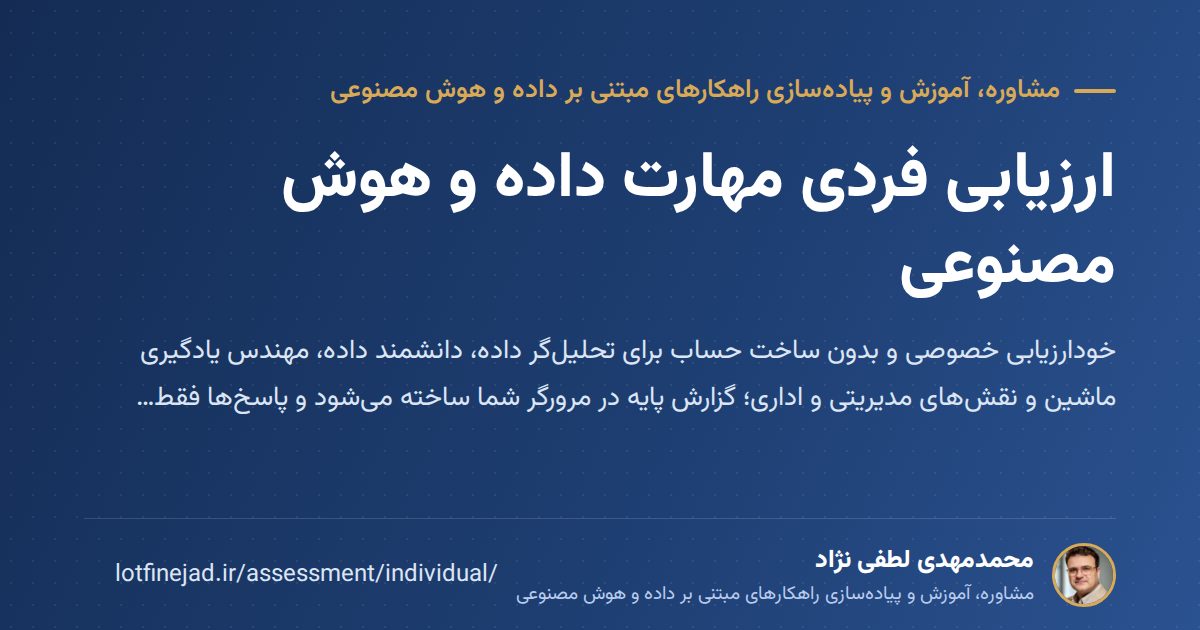 مشاوره، آموزش و پیاده‌سازی راهکارهای مبتنی بر داده و هوش مصنوعی
ارزیابی فردی مهارت داده و هوش
مصنوعی
خودارزیابی خصوصی و بدون ساخت حساب برای تحلیل‌گر داده، دانشمند داده، مهندس یادگیری
ماشین و نقش‌های مدیریتی و اداری؛ گزارش پایه در مرورگر شما ساخته می‌شود و پاسخ‌ها فقط…
محمدمهدی لطفی نژاد
مشاوره، آموزش و پیاده‌سازی راهکارهای مبتنی بر داده و هوش مصنوعی
lotfinejad.ir/assessment/individual/